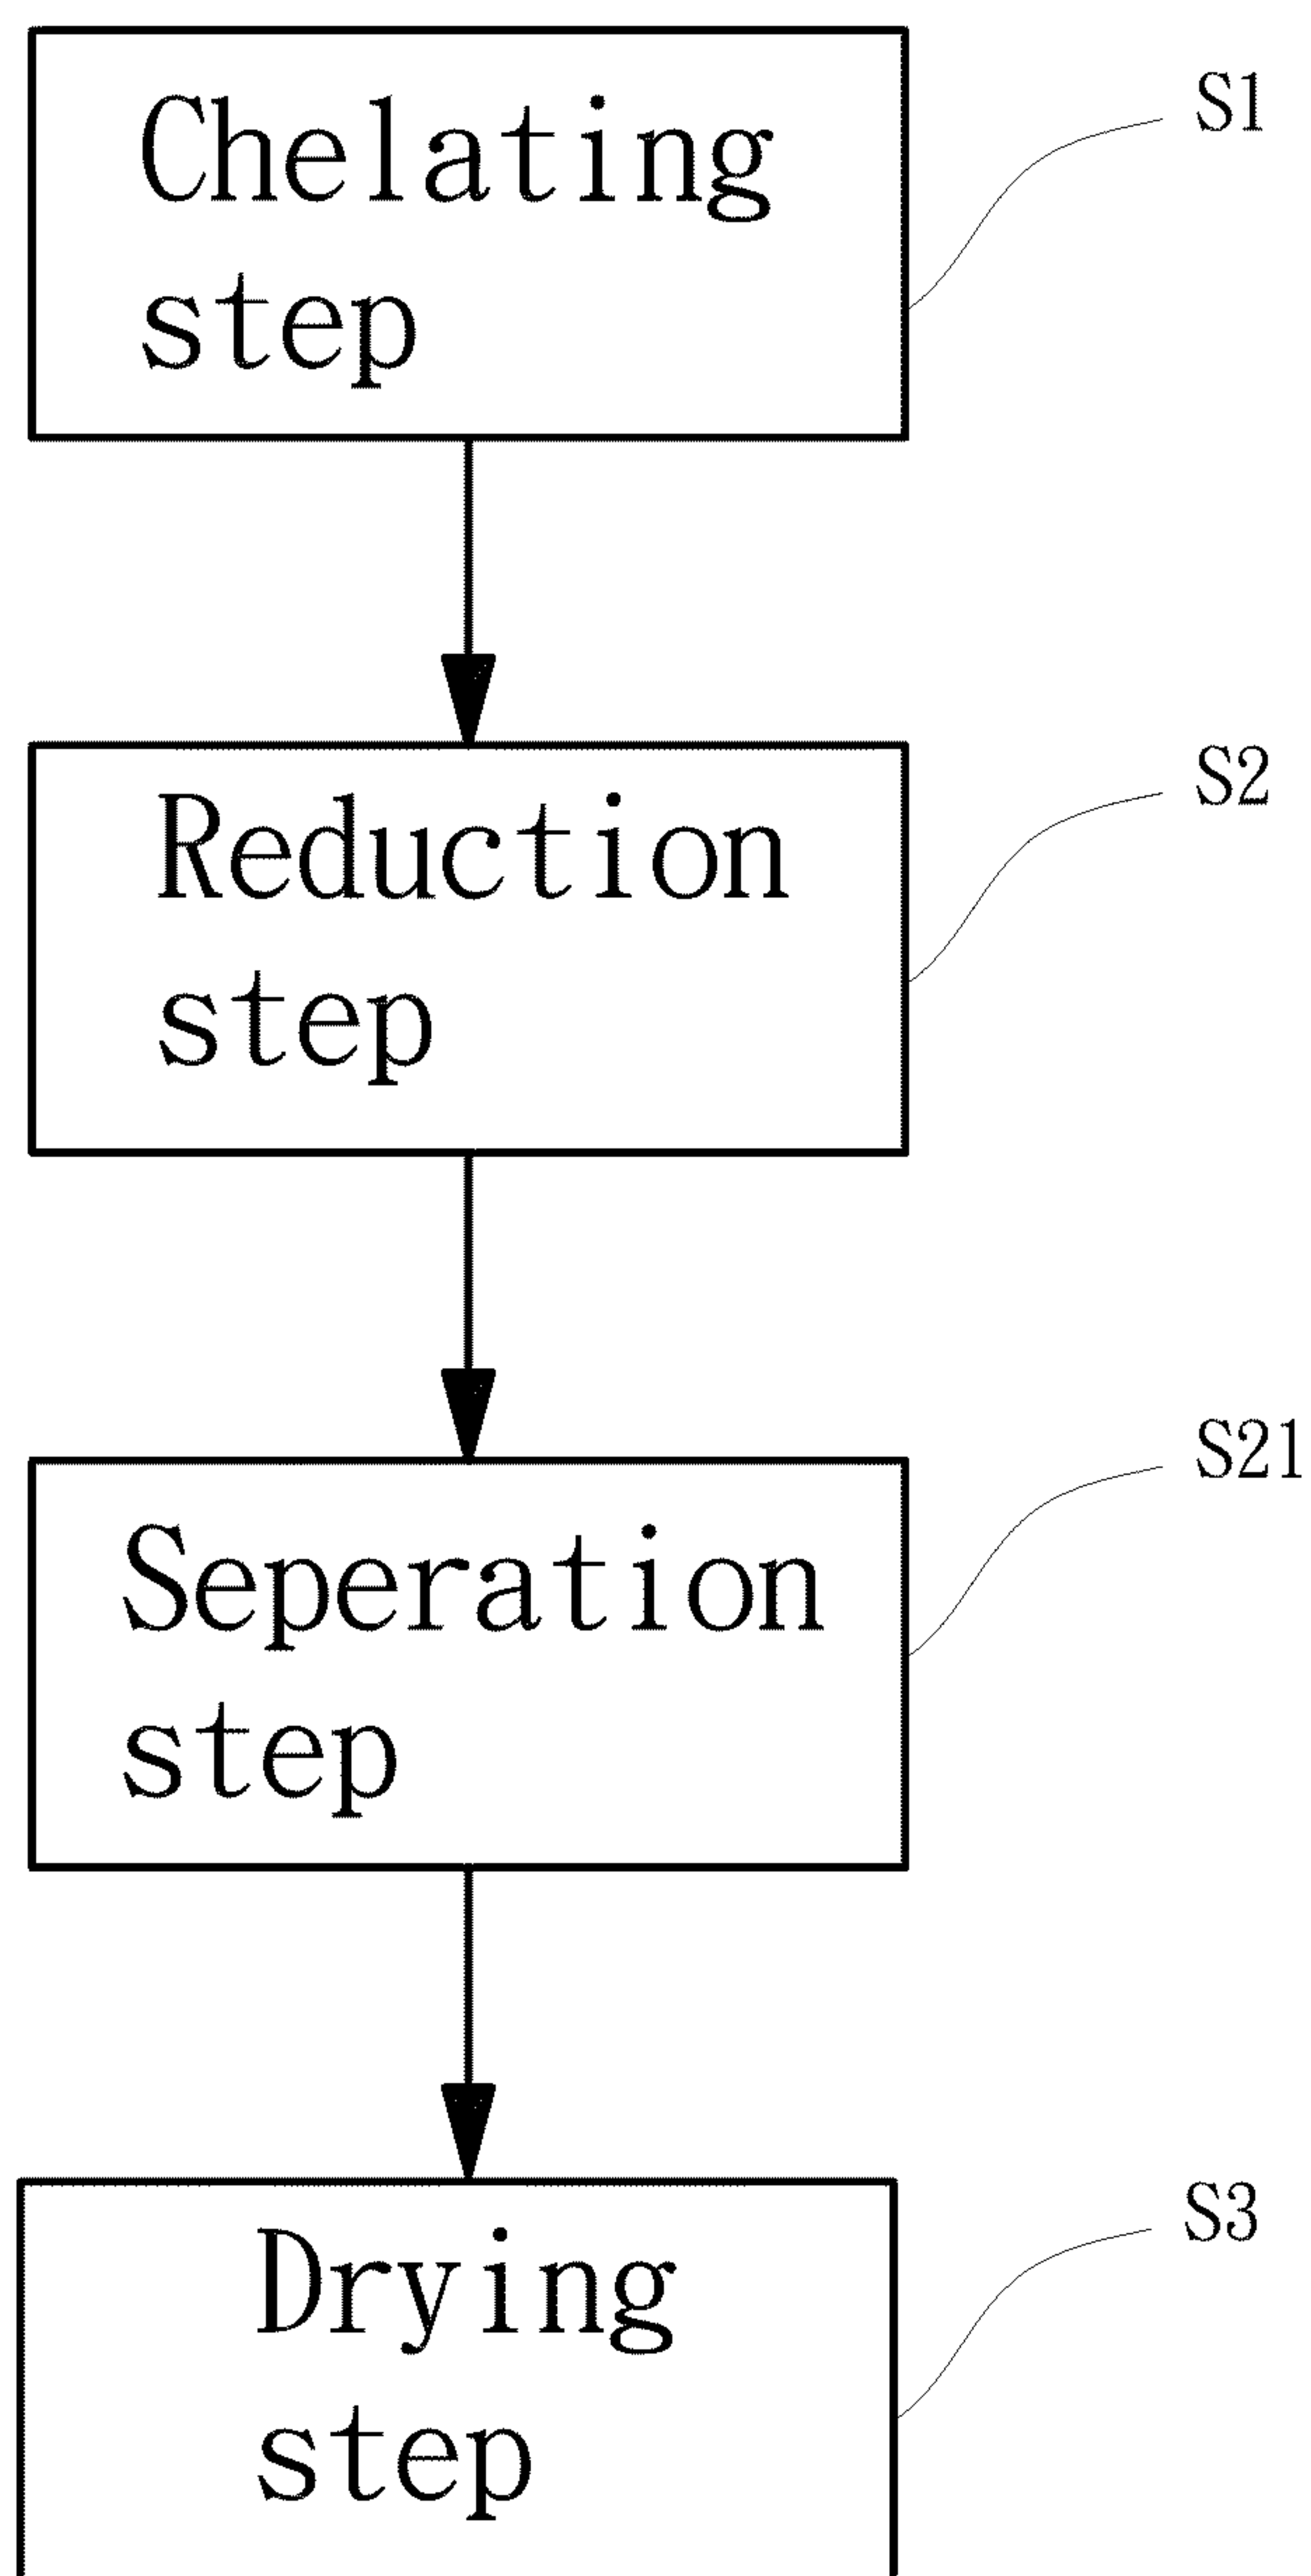 Chelating
step
S1
Reduction
step
S2
Seperation
step
S21
Drying
step
S3